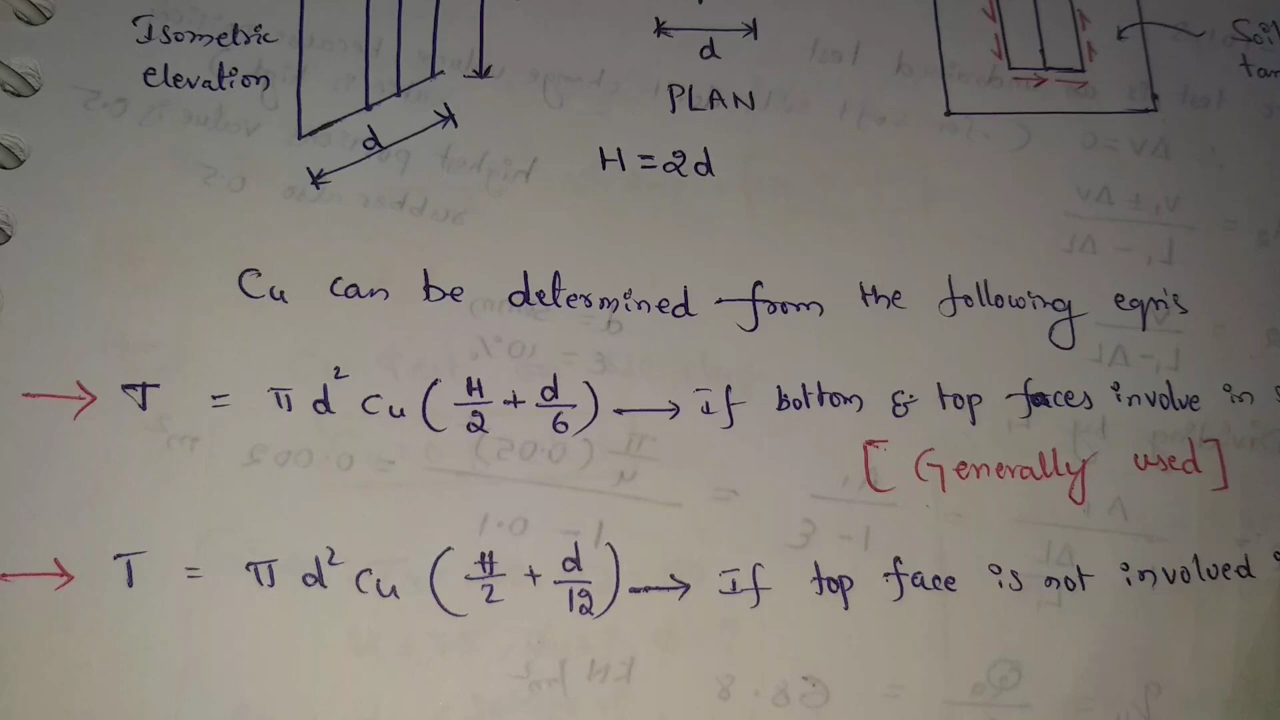 Isometric
elevation
d
d
PLAN
H = 2d
Cu can be determined from the following eqn's
→ T = π d² Cu ( H/2 + d/6 ) → If bottom & top faces involve in
[ Generally used ]
→ T = π d² Cu ( H/2 + d/12 ) → If top face is not involved